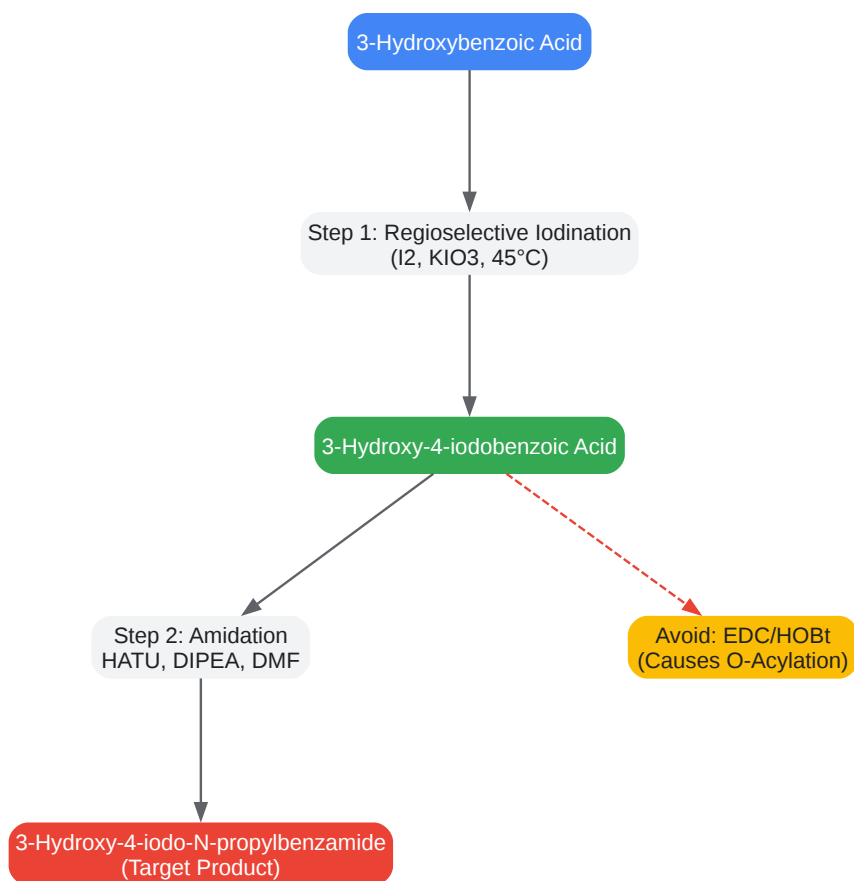 3-Hydroxybenzoic Acid
Step 1: Regioselective Iodination
(I2, KIO3, 45°C)
3-Hydroxy-4-iodobenzoic Acid
Step 2: Amidation
HATU, DIPEA, DMF
Avoid: EDC/HOBt
(Causes O-Acylation)
3-Hydroxy-4-iodo-N-propylbenzamide
(Target Product)